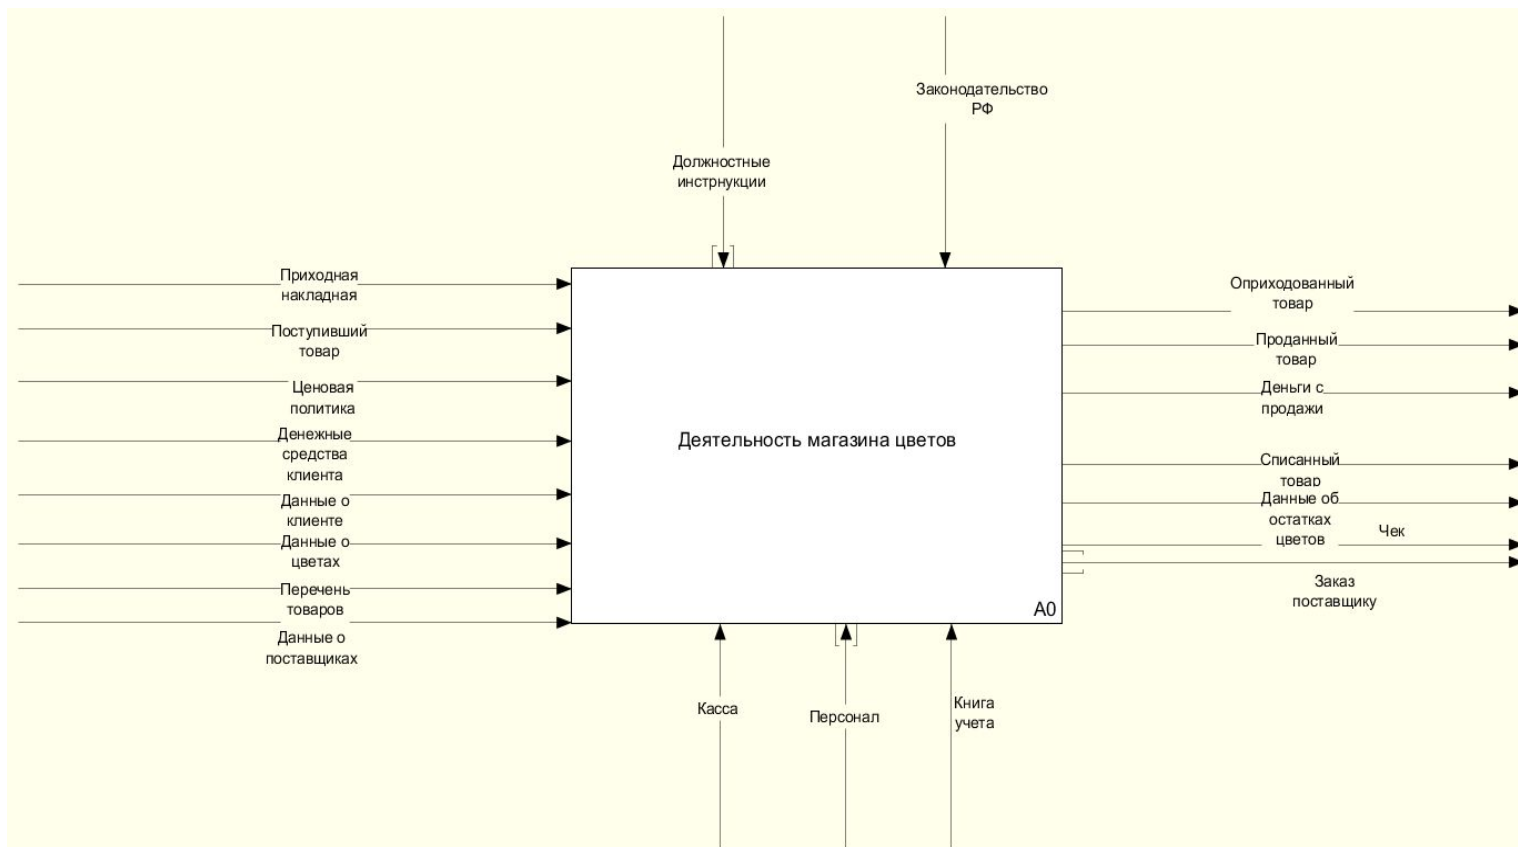 Законодательство
РФ
Должностные
инстрнукции
Приходная
накладная
Поступивший
товар
Ценовая
политика
Денежные
средства
клиента
Данные о
клиенте
Данные о
цветах
Перечень
товаров
Данные о
поставщиках
Деятельность магазина цветов
A0
Оприходованный
товар
Проданный
товар
Деньги с
продажи
Списанный
товар
Данные об
остатках
цветов
Чек
Заказ
поставщику
Касса
Персонал
Книга
учета